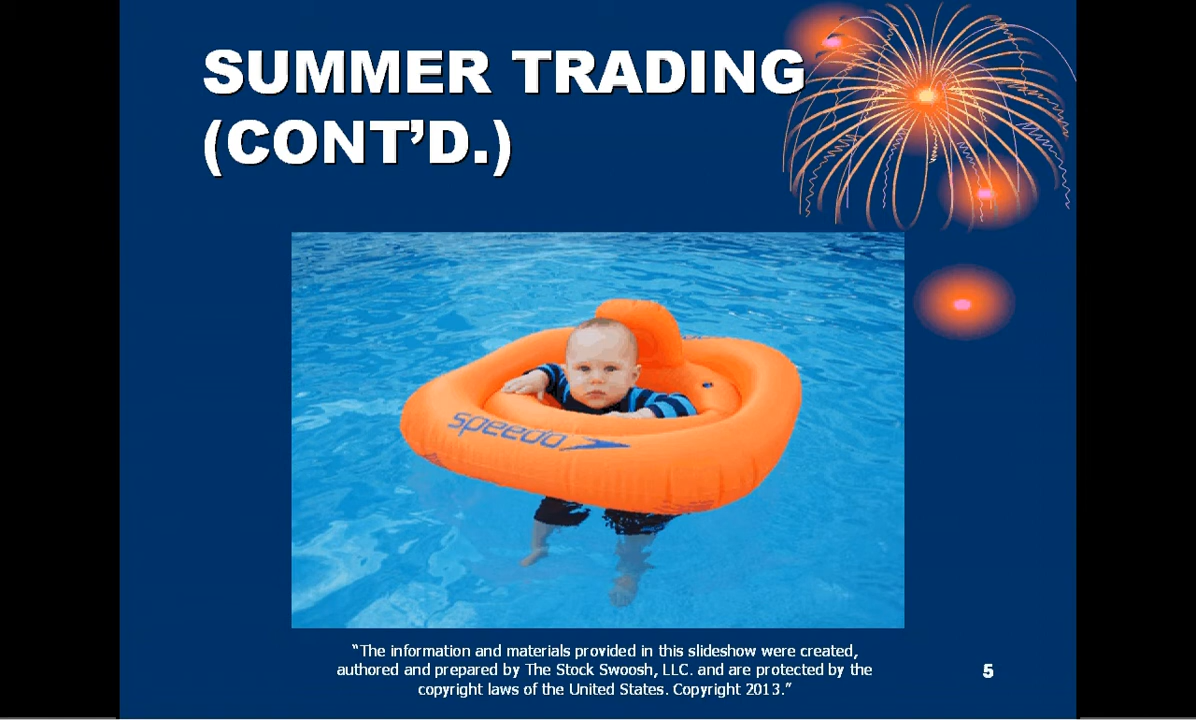 SUMMER TRADING
(CONT’D.)
speedo
“The information and materials provided in this slideshow were created,
authored and prepared by The Stock Swoosh, LLC. and are protected by the
copyright laws of the United States. Copyright 2013.”
5